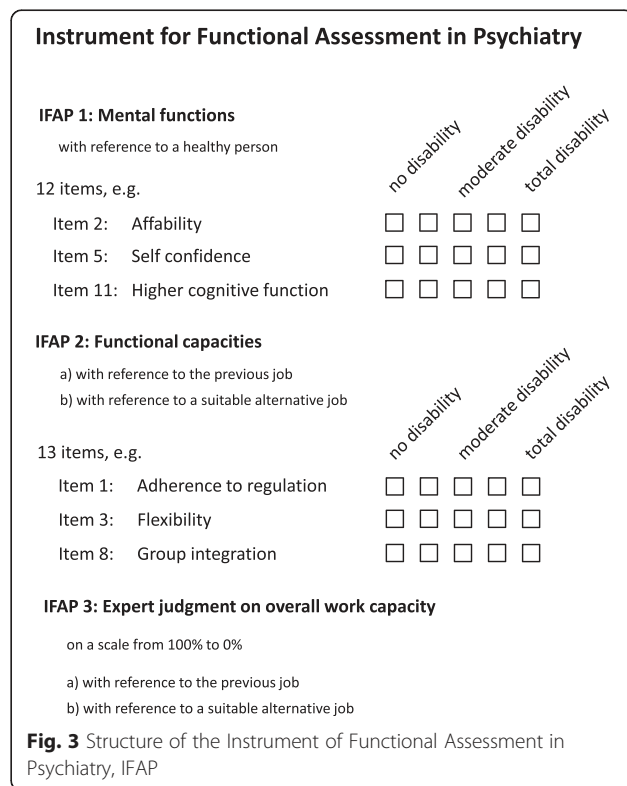 Instrument for Functional Assessment in Psychiatry
IFAP 1: Mental functions
with reference to a healthy person
no disability
moderate disability
total disability
12 items, e.g.
Item 2: Affability
Item 5: Self confidence
Item 11: Higher cognitive function
IFAP 2: Functional capacities
a) with reference to the previous job
b) with reference to a suitable alternative job
no disability
moderate disability
total disability
13 items, e.g.
Item 1: Adherence to regulation
Item 3: Flexibility
Item 8: Group integration
IFAP 3: Expert judgment on overall work capacity
on a scale from 100% to 0%
a) with reference to the previous job
b) with reference to a suitable alternative job
Fig. 3 Structure of the Instrument of Functional Assessment in
Psychiatry, IFAP